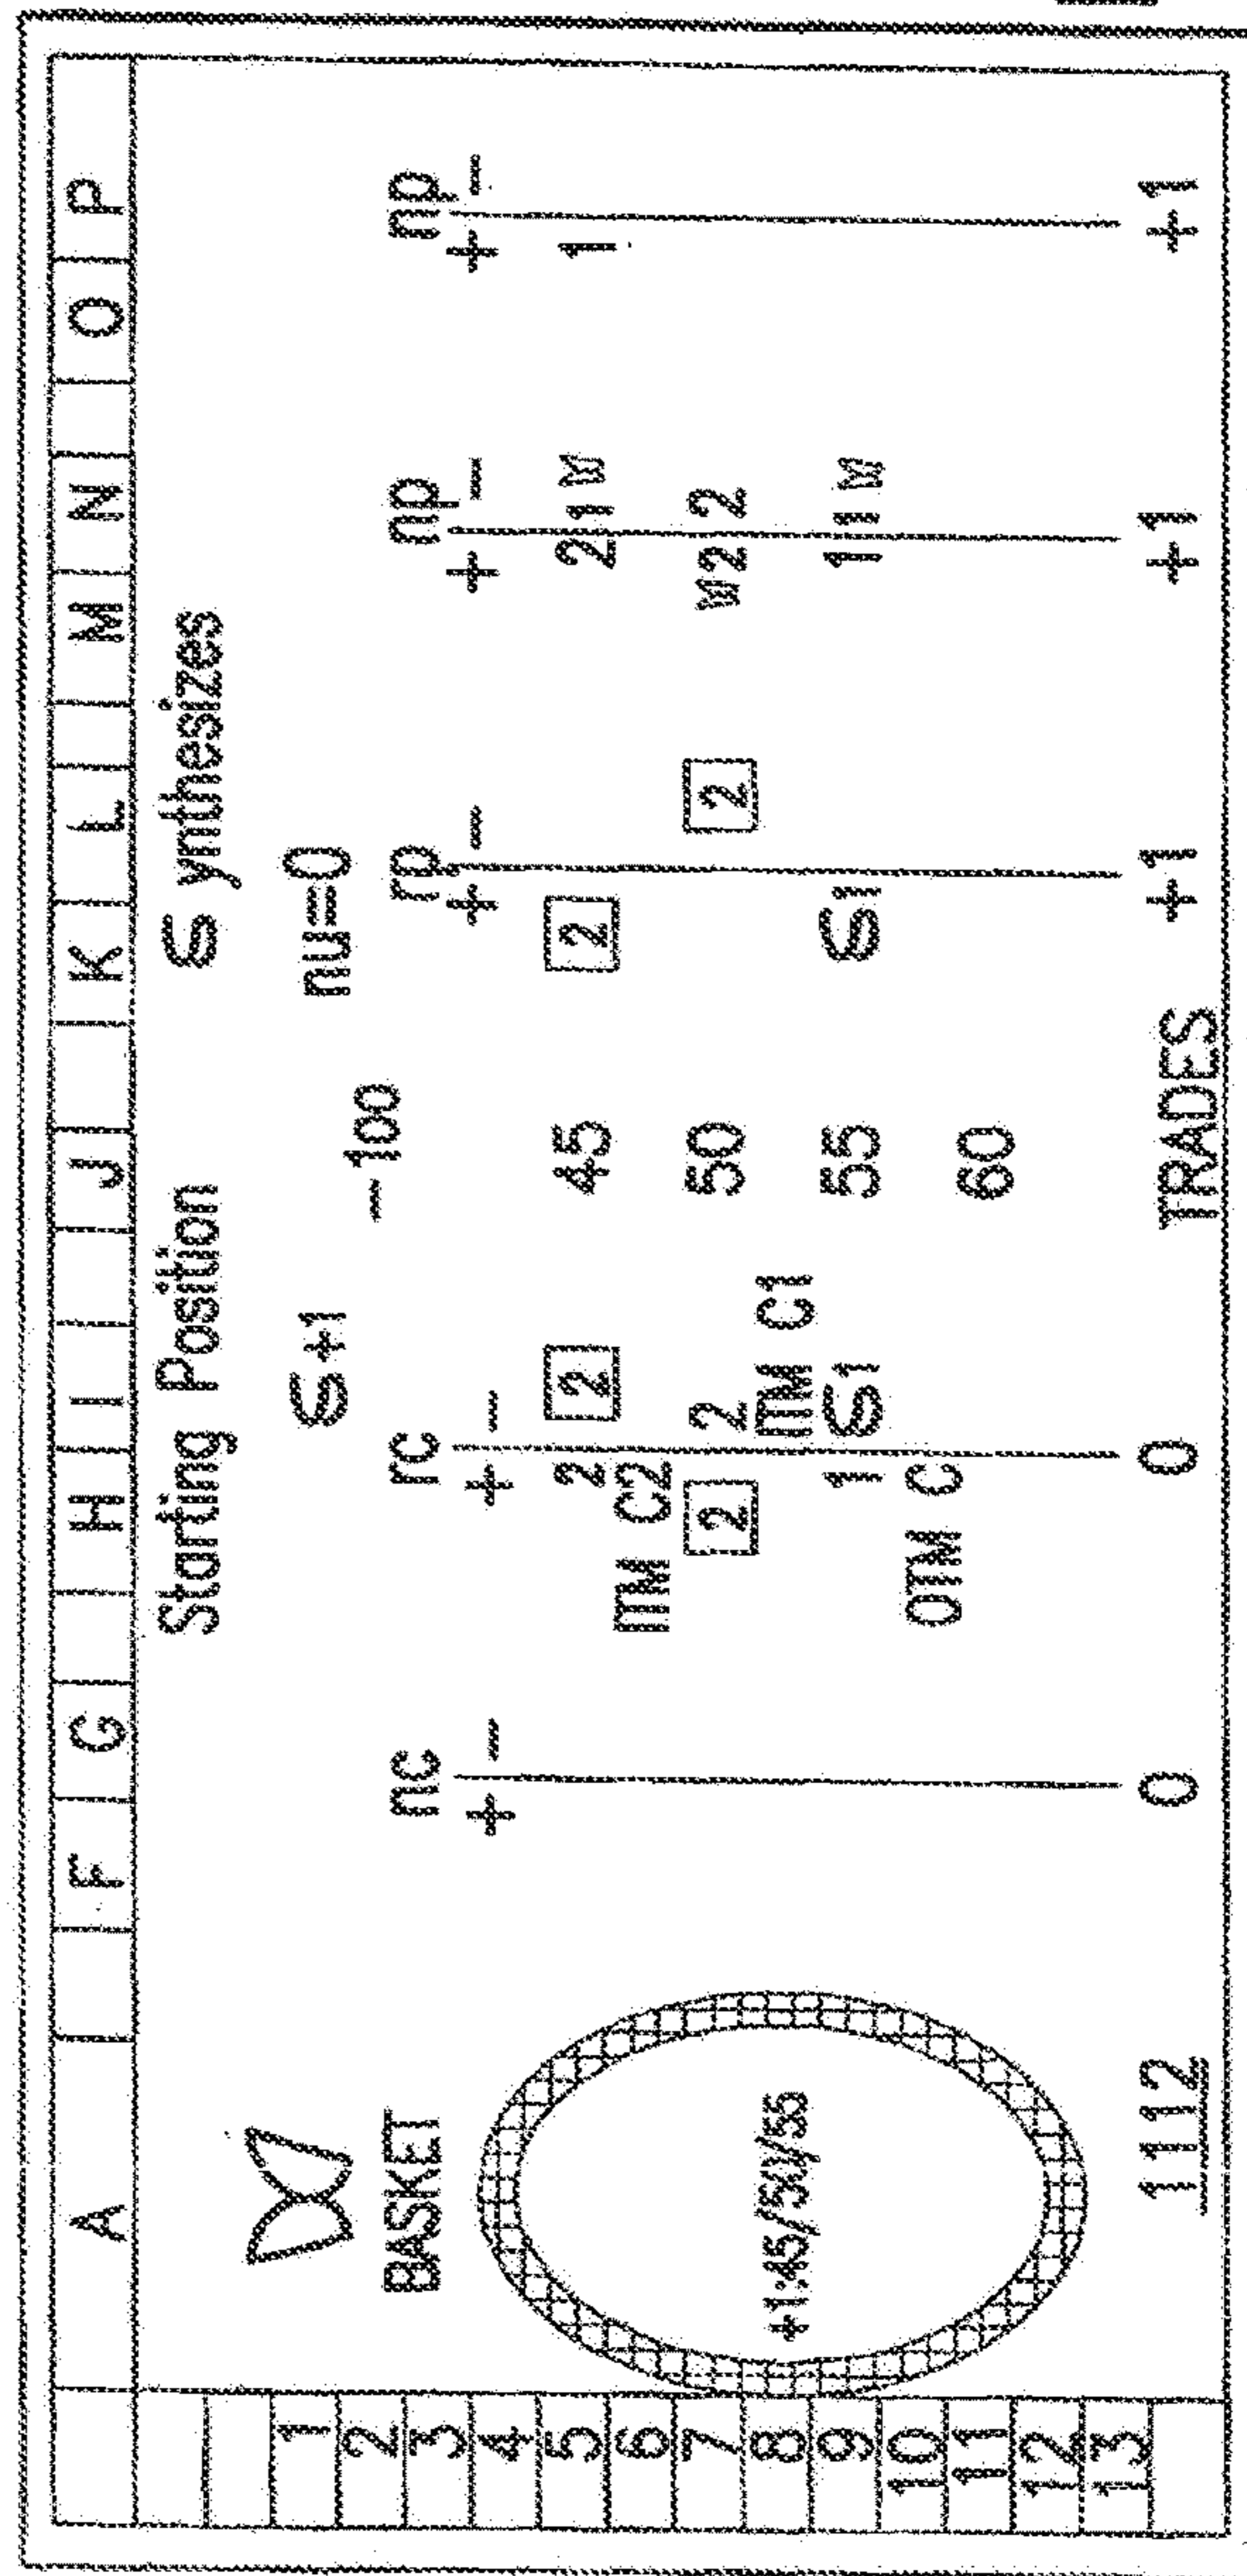 A F G H I J K L M N O P
Starting Position S ynthesizes
1 S+1 nu=0
2 -100
3 BASKET nc rc rp np np
4 + - + - + - + - + -
5 2 2 45 2 2 1 W 1
6 ITM C2
7 2 2 50 2 W 2 2
8 +1:45/50/55 ITM C1
9 1 S1 55 S1 1 1 W
10 OTM C
11 60
12
13
1112 0 0 TRADES +1 +1 +1